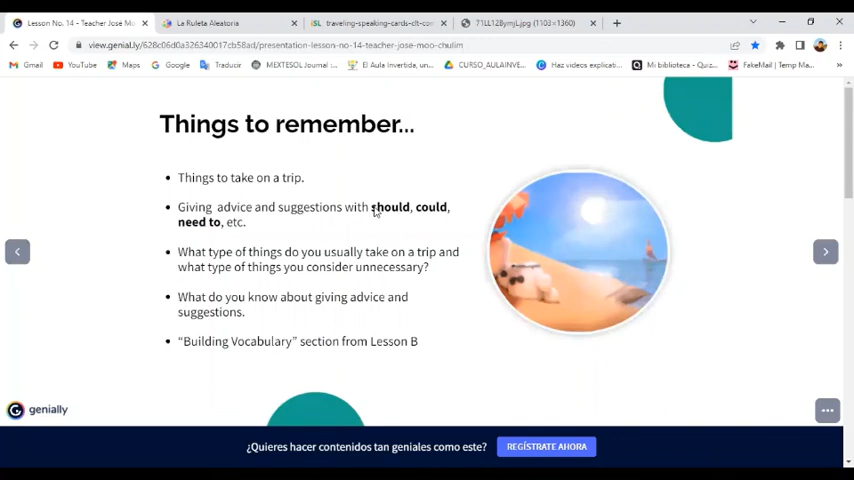 Lesson No. 14 - Teacher José Mo
La Ruleta Aleatoria
traveling-speaking-cards-clt-com
71LL128ymjL.jpg (1103×1360)
view.genial.ly/628c06d0a326340017cb58ad/presentation-lesson-no-14-teacher-jose-moo-chulim
Gmail YouTube Maps Google Traducir MEXTESOL Journal :... El Aula Invertida, un... CURSO_AULAINVE... Haz videos explicati... Mi biblioteca - Quiz... FakeMail | Temp Ma...
Things to remember...
• Things to take on a trip.
• Giving advice and suggestions with should, could,
need to, etc.
• What type of things do you usually take on a trip and
what type of things you consider unnecessary?
• What do you know about giving advice and
suggestions.
• “Building Vocabulary” section from Lesson B
genially
¿Quieres hacer contenidos tan geniales como este? REGÍSTRATE AHORA